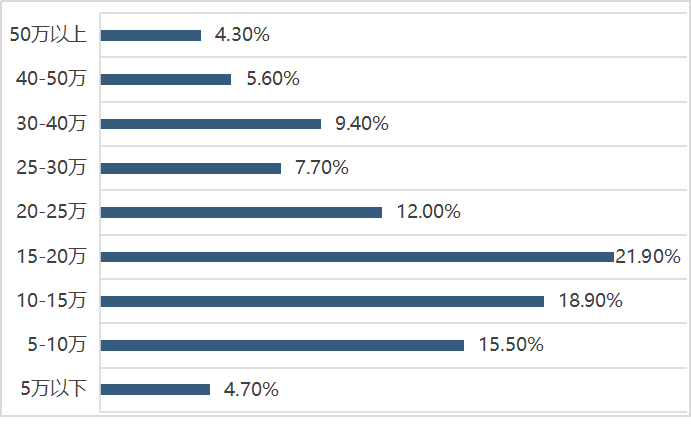 50万以上 4.30%
40-50万 5.60%
30-40万 9.40%
25-30万 7.70%
20-25万 12.00%
15-20万 21.90%
10-15万 18.90%
5-10万 15.50%
5万以下 4.70%